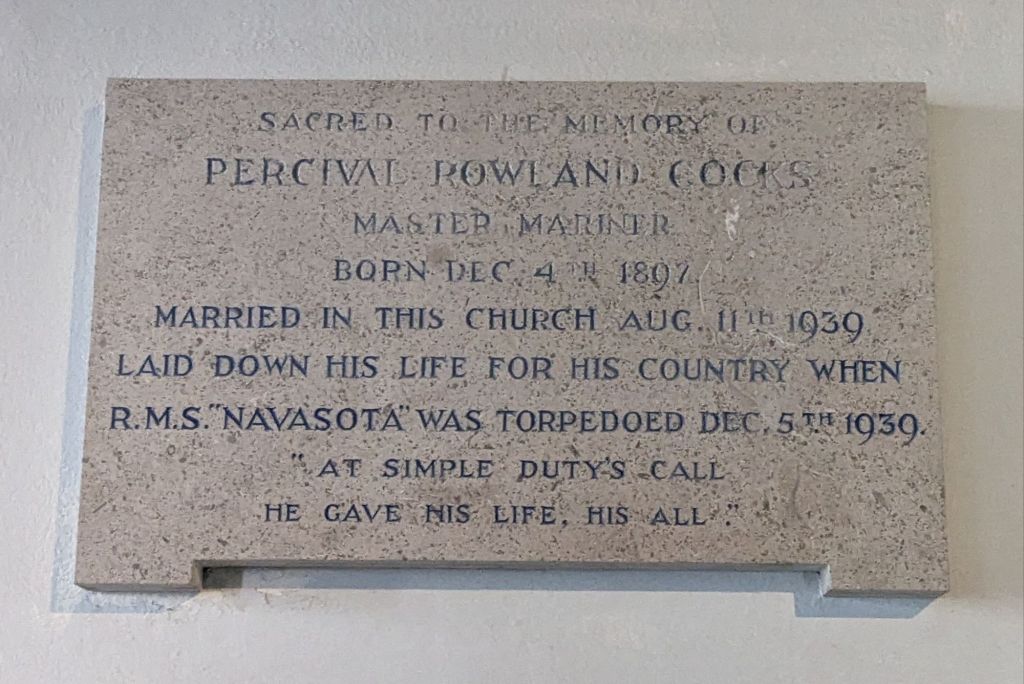 SACRED TO THE MEMORY OF
PERCIVAL ROWLAND COCKS
MASTER MARINER
BORN DEC. 4TH 1897.
MARRIED IN THIS CHURCH AUG. 11th 1939
LAID DOWN HIS LIFE FOR HIS COUNTRY WHEN
R.M.S. "NAVASOTA" WAS TORPEDOED DEC. 5TH 1939.
"AT SIMPLE DUTY'S CALL
HE GAVE HIS LIFE, HIS ALL."